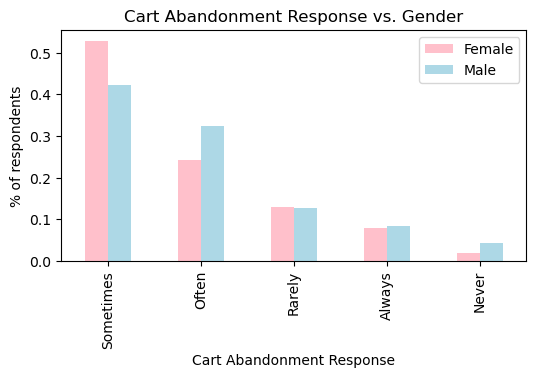 Cart Abandonment Response vs. Gender
Female
Male
% of respondents
0.5
0.4
0.3
0.2
0.1
0.0
Sometimes
Often
Rarely
Always
Never
Cart Abandonment Response